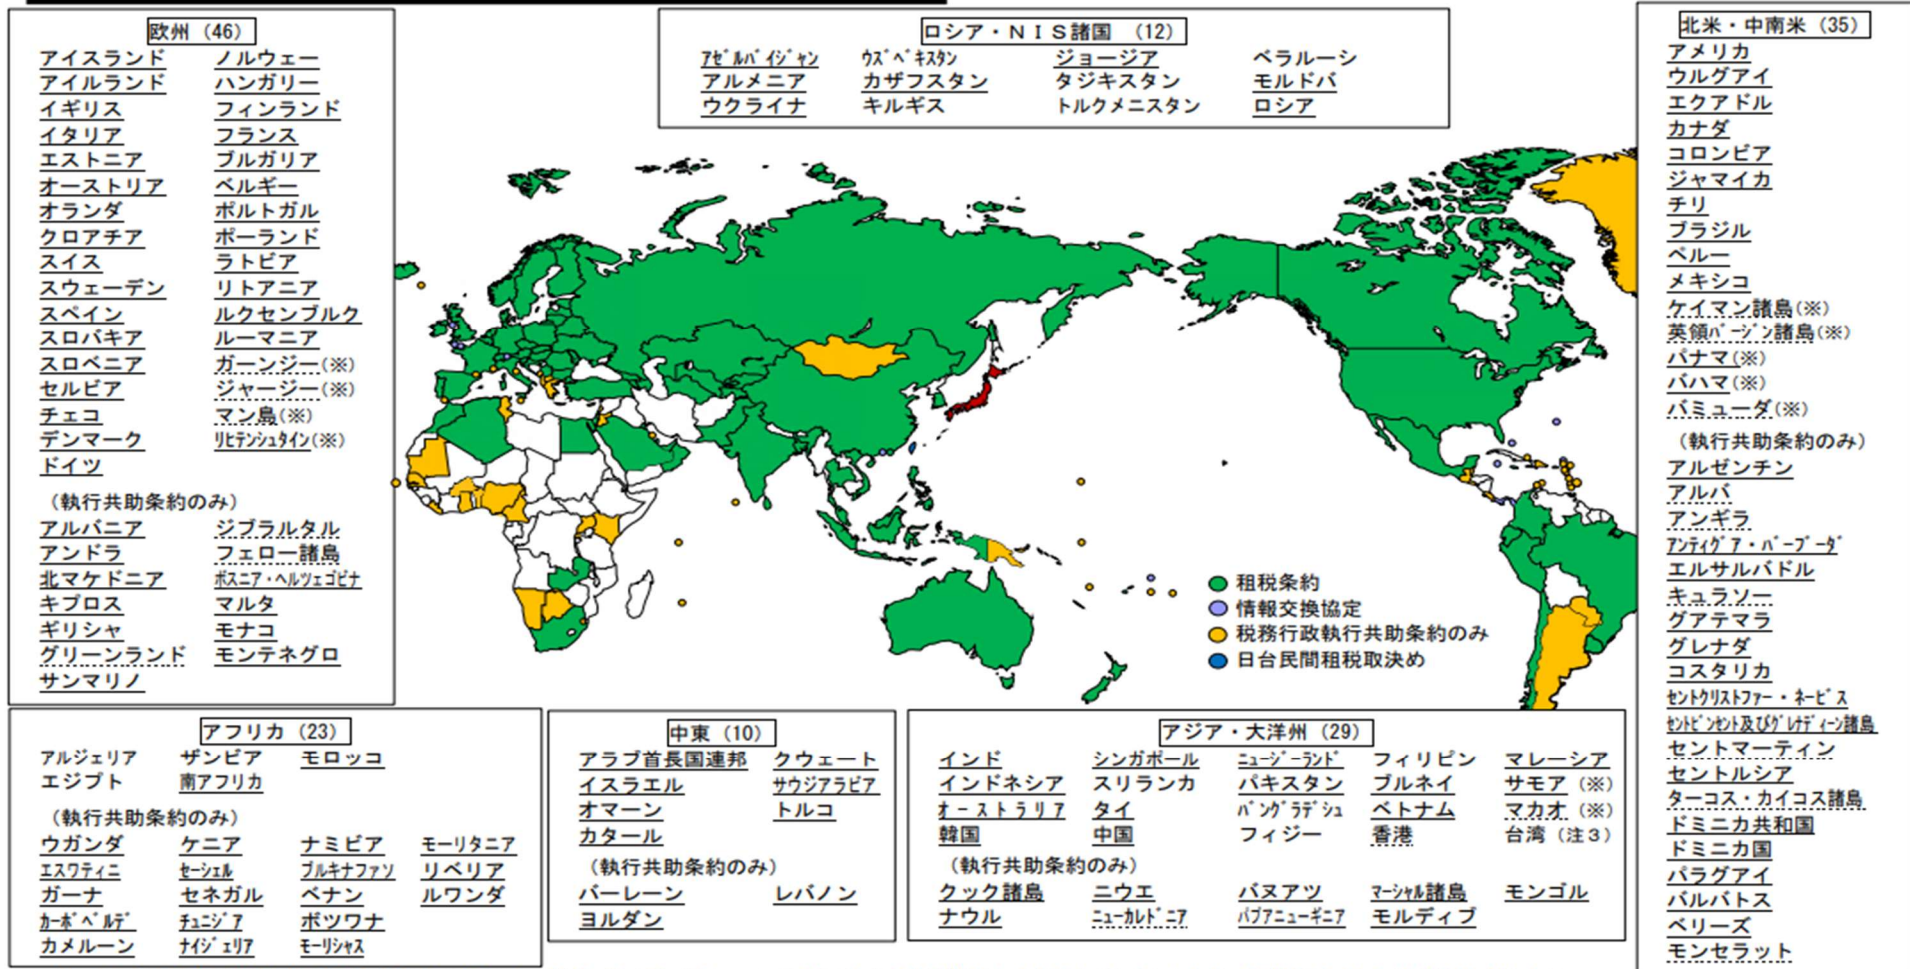 欧州（46）
アイスランド ノルウェー
アイルランド ハンガリー
イギリス フィンランド
イタリア フランス
エストニア ブルガリア
オーストリア ベルギー
オランダ ポルトガル
クロアチア ポーランド
スイス ラトビア
スウェーデン リトアニア
スペイン ルクセンブルク
スロバキア ルーマニア
スロベニア ガーンジー(※)
セルビア ジャージー(※)
チェコ マン島(※)
デンマーク ﾘﾋﾃﾝｼｭﾀｲﾝ(※)
ドイツ
（執行共助条約のみ）
アルバニア ジブラルタル
アンドラ フェロー諸島
北マケドニア ﾎﾞｽﾆｱ・ﾍﾙﾂｪｺﾞﾋﾞﾅ
キプロス マルタ
ギリシャ モナコ
グリーンランド モンテネグロ
サンマリノ
ロシア・ＮＩＳ諸国 （12）
ｱｾﾞﾙﾊﾞｲｼﾞｬﾝ ｳｽﾞﾍﾞｷｽﾀﾝ ジョージア ベラルーシ
アルメニア カザフスタン タジキスタン モルドバ
ウクライナ キルギス トルクメニスタン ロシア
北米・中南米（35）
アメリカ
ウルグアイ
エクアドル
カナダ
コロンビア
ジャマイカ
チリ
ブラジル
ペルー
メキシコ
ケイマン諸島(※)
英領ﾊﾞｰｼﾞﾝ諸島(※)
パナマ(※)
バハマ(※)
バミューダ(※)
（執行共助条約のみ）
アルゼンチン
アルバ
アンギラ
ｱﾝﾃｨｸﾞｱ・ﾊﾞｰﾌﾞｰﾀﾞ
エルサルバドル
キュラソー
グアテマラ
グレナダ
コスタリカ
ｾﾝﾄｸﾘｽﾄﾌｧｰ・ﾈｰﾋﾞｽ
ｾﾝﾄﾋﾞﾝｾﾝﾄ及びｸﾞﾚﾅﾃﾞｨｰﾝ諸島
セントマーティン
セントルシア
ターコス・カイコス諸島
ドミニカ共和国
ドミニカ国
パラグアイ
バルバトス
ベリーズ
モンセラット
租税条約
情報交換協定
税務行政執行共助条約のみ
日台民間租税取決め
アフリカ（23）
アルジェリア ザンビア モロッコ
エジプト 南アフリカ
（執行共助条約のみ）
ウガンダ ケニア ナミビア モーリタニア
エスワティニ ｾｰｼｪﾙ ﾌﾞﾙｷﾅﾌｧｿ リベリア
ガーナ セネガル ベナン ルワンダ
ｶｰﾎﾞﾍﾞﾙﾃﾞ ﾁｭﾆｼﾞｱ ボツワナ
カメルーン ﾅｲｼﾞｪﾘｱ ﾓｰﾘｼｬｽ
中東（10）
アラブ首長国連邦 クウェート
イスラエル サウジアラビア
オマーン トルコ
カタール
（執行共助条約のみ）
バーレーン レバノン
ヨルダン
アジア・大洋州（29）
インド シンガポール ﾆｭｰｼﾞｰﾗﾝﾄﾞ フィリピン マレーシア
インドネシア スリランカ パキスタン ブルネイ サモア（※）
オーストラリア タイ ﾊﾞﾝｸﾞﾗﾃﾞｼｭ ベトナム マカオ（※）
韓国 中国 フィジー 香港 台湾（注３）
（執行共助条約のみ）
クック諸島 ニウエ バヌアツ ﾏｰｼｬﾙ諸島 モンゴル
ナウル ﾆｭｰｶﾚﾄﾞﾆｱ ﾊﾟﾌﾟｱﾆｭｰｷﾞﾆｱ モルディブ